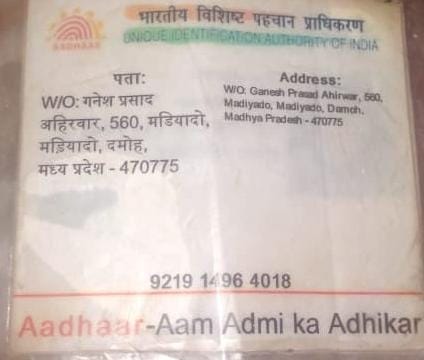 भारतीय विशिष्ट पहचान प्राधिकरण
AADHAAR
UNIQUE IDENTIFICATION AUTHORITY OF INDIA
पता:
W/O: गनेश प्रसाद
अहिरवार, 560, मडियादो,
मड़ियादो, दमोह,
मध्य प्रदेश - 470775
Address:
W/O: Ganesh Prasad Ahirwar, 560,
Madiyado, Madiyado, Damoh,
Madhya Pradesh - 470775
9219 1496 4018
Aadhaar-Aam Admi ka Adhikar